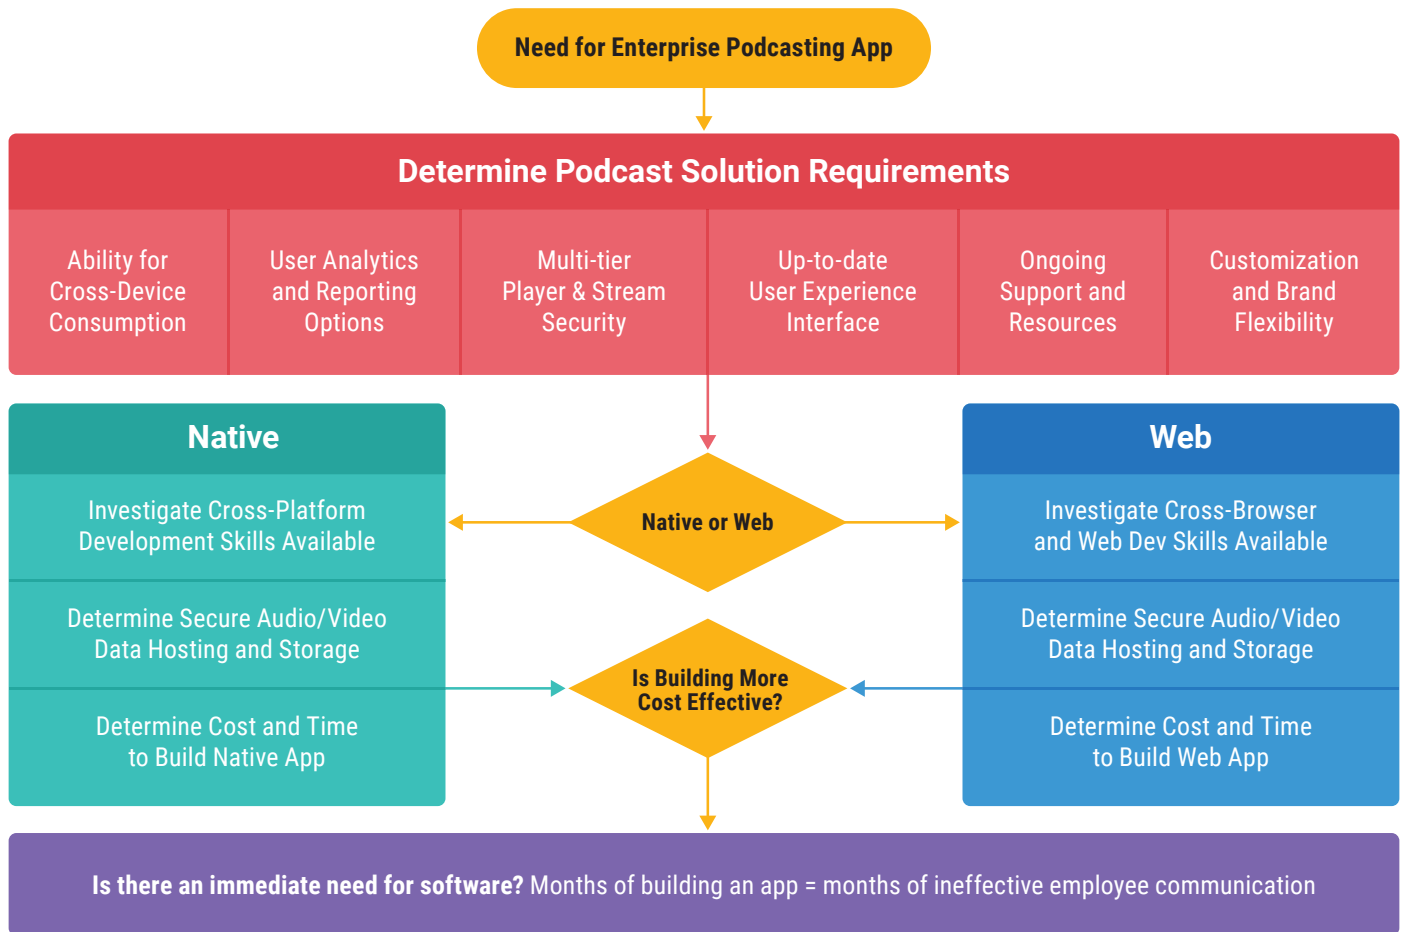 Need for Enterprise Podcasting App
Determine Podcast Solution Requirements
Ability for
Cross-Device
Consumption
User Analytics
and Reporting
Options
Multi-tier
Player & Stream
Security
Up-to-date
User Experience
Interface
Ongoing
Support and
Resources
Customization
and Brand
Flexibility
Native
Investigate Cross-Platform
Development Skills Available
Determine Secure Audio/Video
Data Hosting and Storage
Determine Cost and Time
to Build Native App
Native or Web
Is Building More
Cost Effective?
Web
Investigate Cross-Browser
and Web Dev Skills Available
Determine Secure Audio/Video
Data Hosting and Storage
Determine Cost and Time
to Build Web App
Is there an immediate need for software? Months of building an app = months of ineffective employee communication